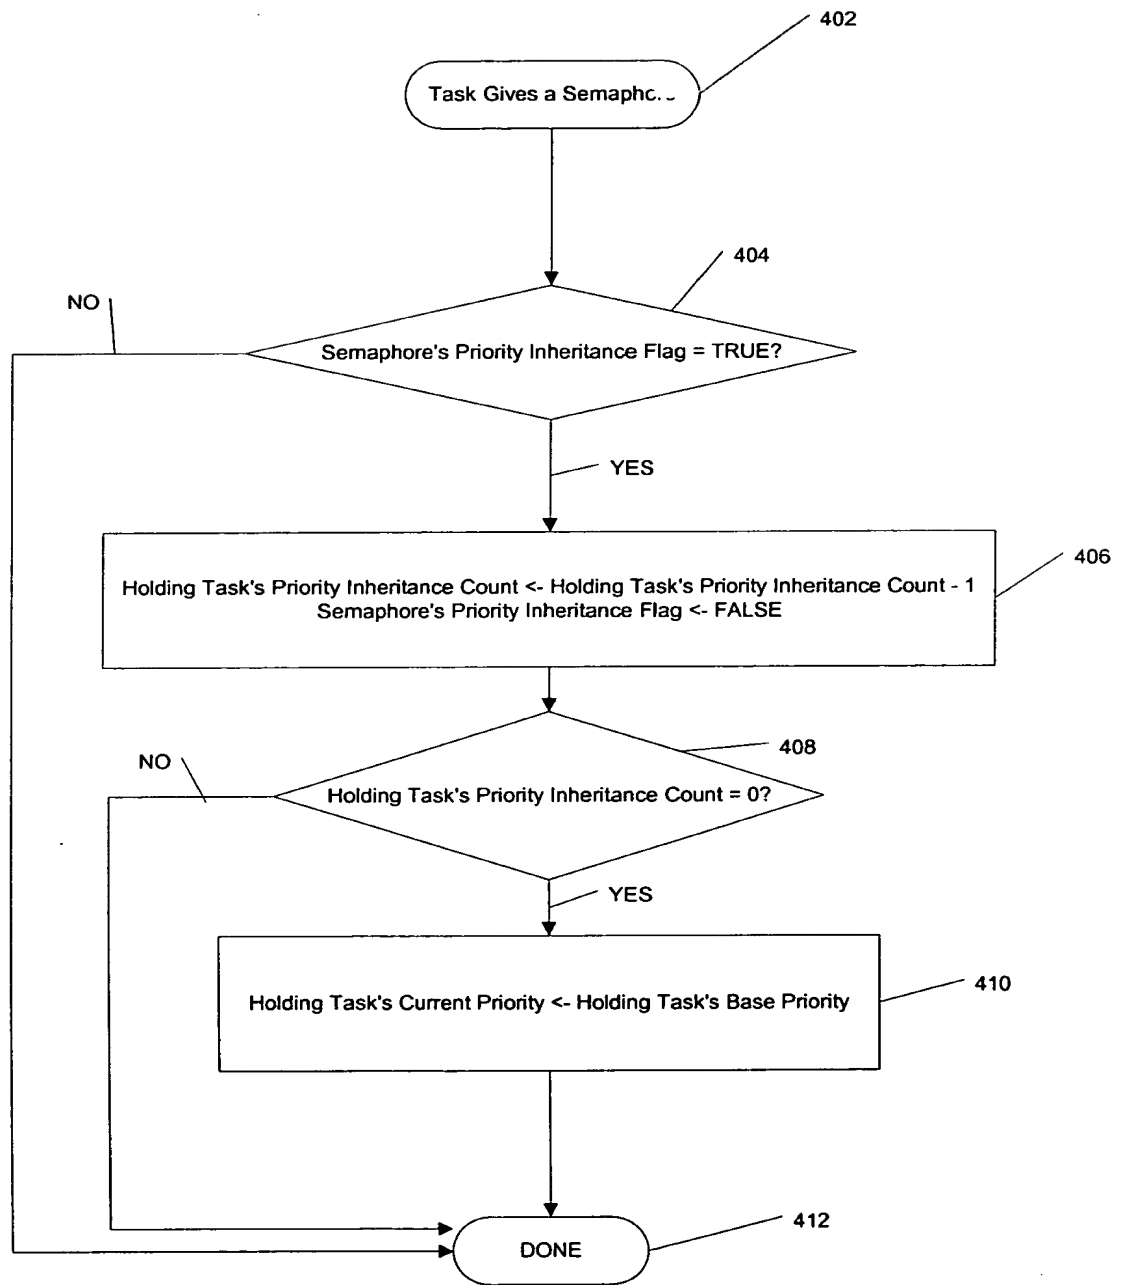 402
Task Gives a
404
NO
Semaphore's Priority Inheritance Flag = TRUE?
YES
406
Holding Task's Priority Inheritance Count <- Holding Task's Priority Inheritance Count - 1
Semaphore's Priority Inheritance Flag <- FALSE
408
NO
Holding Task's Priority Inheritance Count = 0?
YES
410
Holding Task's Current Priority <- Holding Task's Base Priority
412
DONE